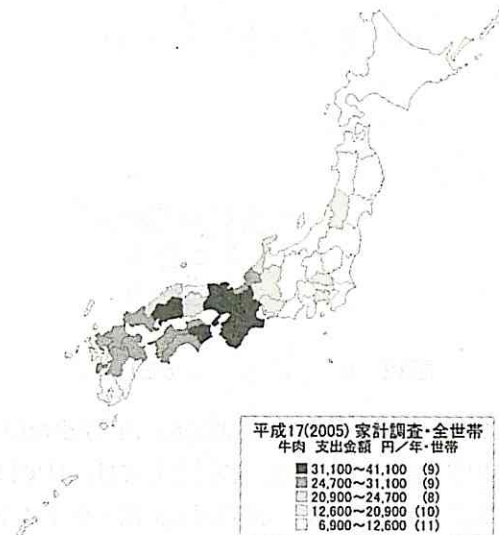 平成17(2005) 家計調査・全世帯
牛肉 支出金額 円/年・世帯
31,100～41,100 (9)
24,700～31,100 (9)
20,900～24,700 (8)
12,600～20,900 (10)
6,900～12,600 (11)